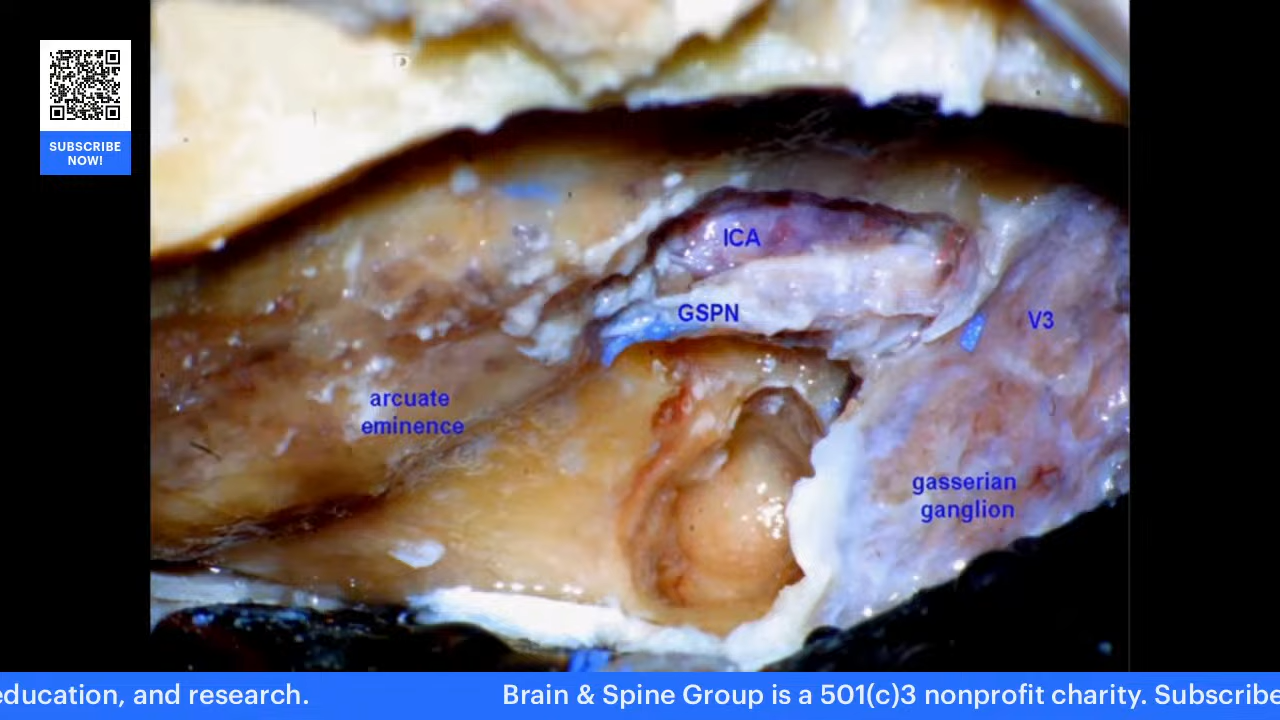 SUBSCRIBE
NOW!
ICA
GSPN
V3
arcuate
eminence
gasserian
ganglion
education, and research.
Brain & Spine Group is a 501(c)3 nonprofit charity. Subscribe